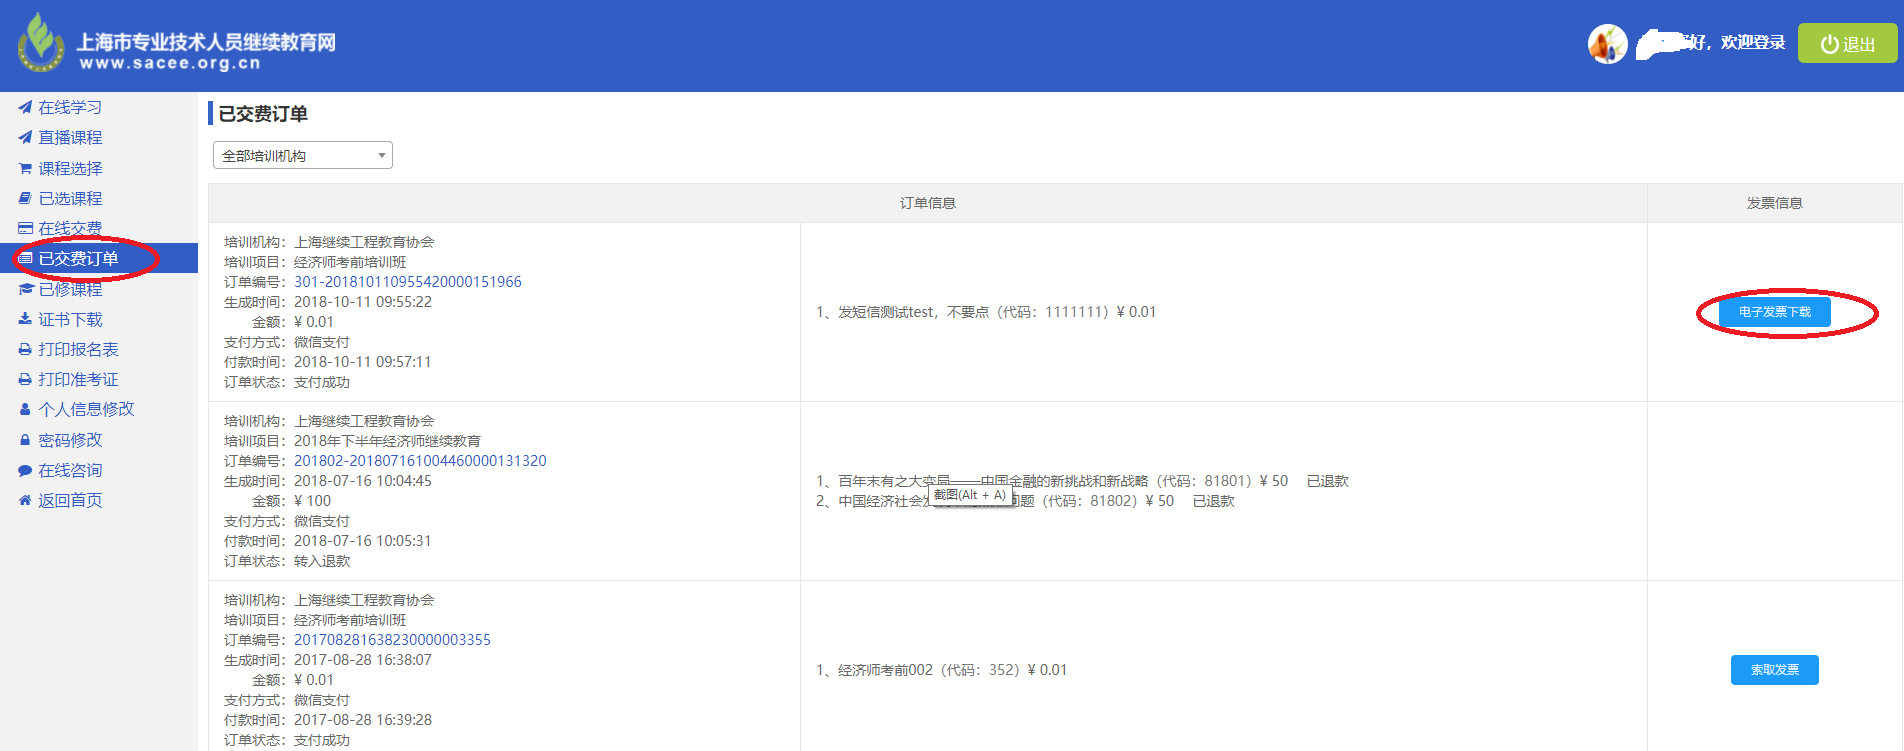 上海市专业技术人员继续教育网
www.sacee.org.cn
好，欢迎登录
退出
在线学习
直播课程
课程选择
已选课程
在线交费
已交费订单
已修课程
证书下载
打印报名表
打印准考证
个人信息修改
密码修改
在线咨询
返回首页
已交费订单
全部培训机构
订单信息
发票信息
培训机构：上海继续工程教育协会
培训项目：经济师考前培训班
订单编号：301-201810110955420000151966
生成时间：2018-10-11 09:55:22
金额：¥ 0.01
支付方式：微信支付
付款时间：2018-10-11 09:57:11
订单状态：支付成功
1、发短信测试test，不要点（代码：1111111）¥ 0.01
电子发票下载
培训机构：上海继续工程教育协会
培训项目：2018年下半年经济师继续教育
订单编号：201802-201807161004460000131320
生成时间：2018-07-16 10:04:45
金额：¥ 100
支付方式：微信支付
付款时间：2018-07-16 10:05:31
订单状态：转入退款
1、百年末有之大变局——中国金融的新挑战和新战略（代码：81801）¥ 50 已退款
2、中国经济社会发 问题（代码：81802）¥ 50 已退款
截图(Alt + A)
培训机构：上海继续工程教育协会
培训项目：经济师考前培训班
订单编号：201708281638230000003355
生成时间：2017-08-28 16:38:07
金额：¥ 0.01
支付方式：微信支付
付款时间：2017-08-28 16:39:28
订单状态：支付成功
1、经济师考前002（代码：352）¥ 0.01
索取发票